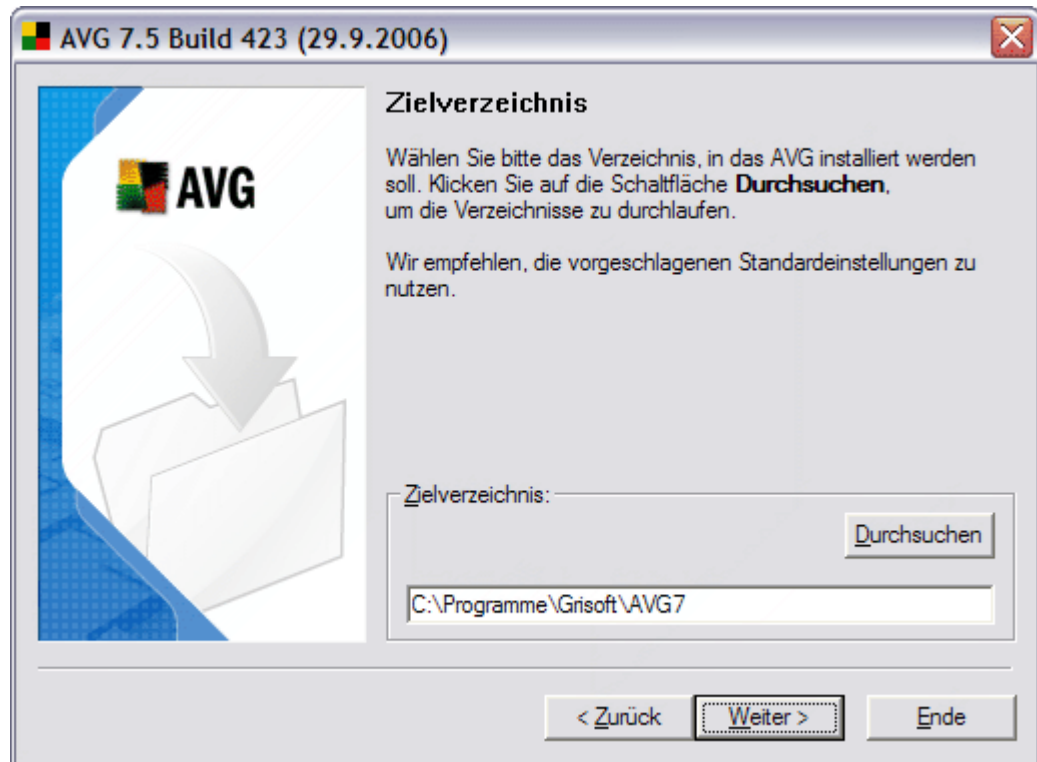 AVG 7.5 Build 423 (29.9.2006)
AVG
Zielverzeichnis
Wählen Sie bitte das Verzeichnis, in das AVG installiert werden
soll. Klicken Sie auf die Schaltfläche Durchsuchen,
um die Verzeichnisse zu durchlaufen.
Wir empfehlen, die vorgeschlagenen Standardeinstellungen zu
nutzen.
Zielverzeichnis:
Durchsuchen
C:\Programme\Grisoft\AVG7
< Zurück
Weiter >
Ende